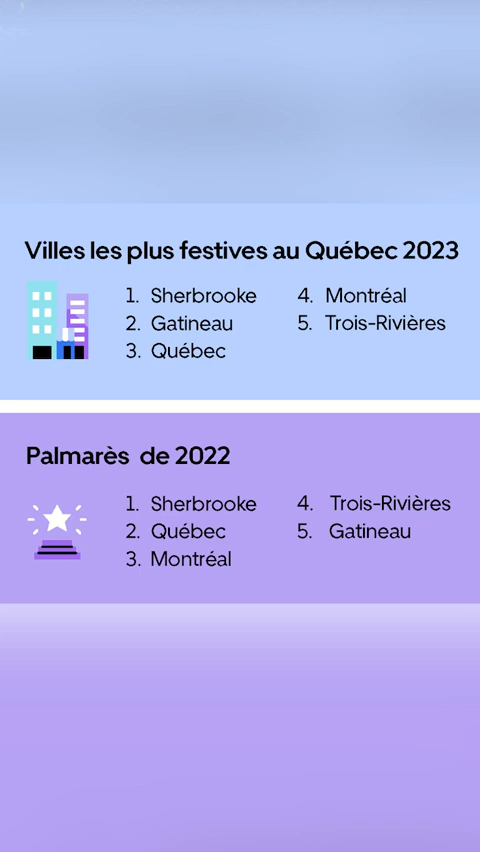 Villes les plus festives au Québec 2023
1. Sherbrooke
2. Gatineau
3. Québec
4. Montréal
5. Trois-Rivières
Palmarès de 2022
1. Sherbrooke
2. Québec
3. Montréal
4. Trois-Rivières
5. Gatineau